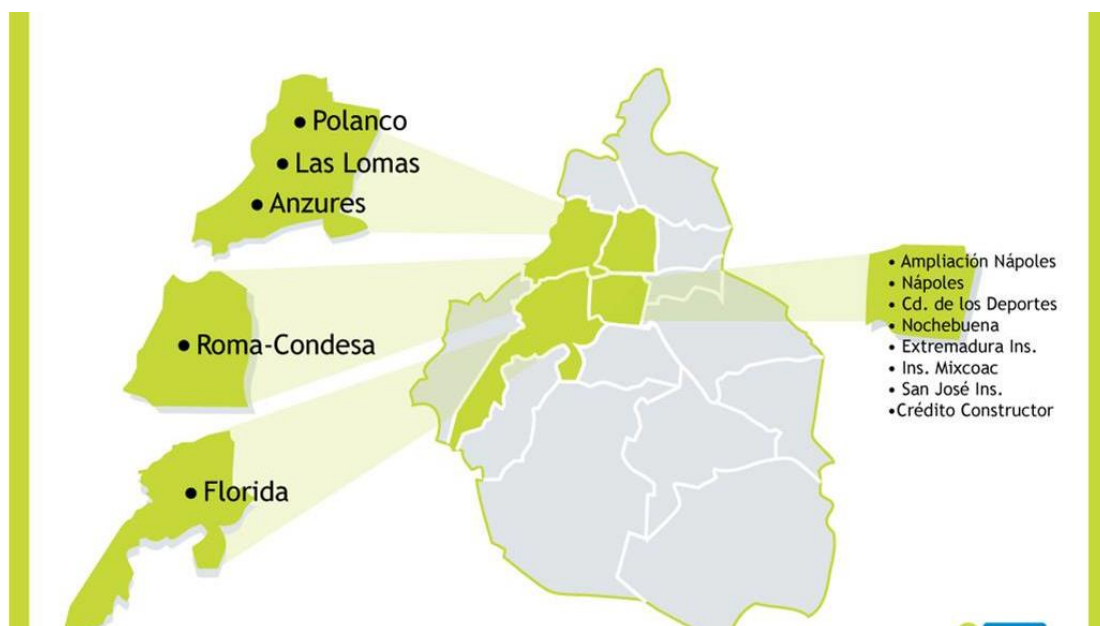 • Polanco
• Las Lomas
• Anzures
• Roma-Condesa
• Florida
• Ampliación Nápoles
• Nápoles
• Cd. de los Deportes
• Nochebuena
• Extremadura Ins.
• Ins. Mixcoac
• San José Ins.
•Crédito Constructor